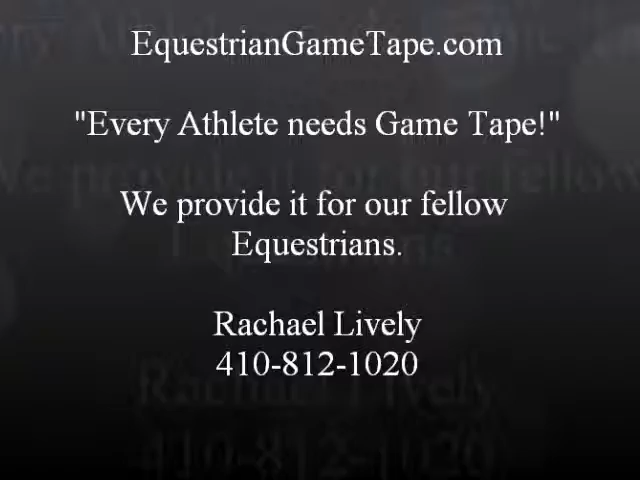 EquestrianGameTape.com
"Every Athlete needs Game Tape!"
We provide it for our fellow
Equestrians.
Rachael Lively
410-812-1020